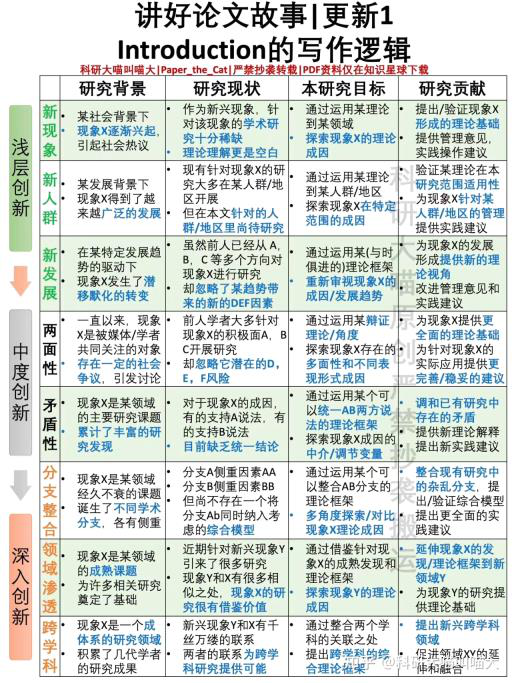 讲好论文故事|更新1
Introduction的写作逻辑
科研大喵叫喵大|Paper_the_Cat|严禁抄袭转载|PDF资料仅在知识星球下载
研究背景 研究现状 本研究目标 研究贡献
浅层创新
中度创新
深入创新
新现象
• 某社会背景下
• 现象X逐渐兴起,
引起社会热议
• 作为新兴现象,针
对该现象的学术研
究十分稀缺
• 理论理解更是空白
• 通过运用某理论
到某领域
• 探索现象X的理论
成因
• 提出/验证现象X
形成的理论基础
• 提供管理意见,
实践操作建议
新人群
• 某发展背景下
• 现象X得到了越
来越广泛的发展
• 现有针对现象X的研
究大多在某人群/地
区开展
• 但在本文针对的人
群/地区里尚待研究
• 通过运用某理论
到某人群/地区
• 探索现象X在特定
范围的成因
• 验证某理论在本
研究范围适用性
• 为现象X针对某
人群/地区的管理
提供实践建议
新发展
• 在某特定发展趋
势的驱动下
• 现象X发生了潜
移默化的转变
• 虽然前人已经从A,
B,C等多个方向对
现象X进行研究
• 却忽略了某趋势带
来的新的DEF因素
• 通过运用某(与时
俱进的)理论框架
• 重新审视现象X的
成因/发展趋势
• 为现象X的发展
形成提供新的理
论视角
• 改进管理意见和
实践建议
两面性
• 一直以来,现象
X是被媒体/学者
共同关注的对象
• 存在一定的社会
争议,引发讨论
• 前人学者大多针对
现象X的积极面A,B
C开展研究
• 却忽略它潜在的D,
E,F风险
• 通过运用某辩证
理论/角度
• 探索现象X存在的
多面性和不同表
现形式成因
• 为现象X提供更
全面的理论基础
• 为针对现象X的
实际应用提供更
完善/稳妥的建议
矛盾性
• 现象X是某领域
的主要研究课题
• 累计了丰富的研
究发现
• 对于现象X的成因,
有的支持A说法,有
的支持B说法
• 目前缺乏统一结论
• 通过运用某个可
以统一AB两方说
法的理论框架
• 探索现象X成因的
中介/调节变量
• 调和已有研究中
存在的矛盾
• 提供新理论解释
• 提出新实践建议
分支整合
• 现象X是某领域
经久不衰的课题
• 诞生了不同学术
分支,各有侧重
• 分支A侧重因素AA
• 分支B侧重因素BB
• 但尚不存在一个将
分支Ab同时纳入考
虑的综合模型
• 通过运用某个可
以整合AB分支的
理论框架
• 多角度探索/对比
现象X理论成因
• 整合现有研究中
的杂乱分支,提
出/验证综合模型
• 提出更全面的实
践建议
领域渗透
• 现象X是某领域
的成熟课题
• 为许多相关研究
奠定了基础
• 近期针对新兴现象Y
引来了很多研究
• 现象Y和X有很多相
似之处,现象X的研
究很有借鉴价值
• 通过借鉴针对现
象X的成熟发现和
理论框架
• 探索现象Y的理论
成因
• 延伸现象X的发
现/理论框架到新
领域Y
• 为现象Y的研究
提供理论基础
跨学科
• 现象X是一个成
体系的研究领域
• 积累了几代学者
的研究成果
• 新兴现象Y和X有千
丝万缕的联系
• 两者的联系为跨学
科研究提供可能
• 通过整合两个学
科的关联之处
• 提出跨学科的综
合理论框架
• 提出新兴跨学科
领域
• 促进领域XY的延
伸和融合
科研大喵原创严禁抄袭搬运
知乎 @科研大喵叫喵大